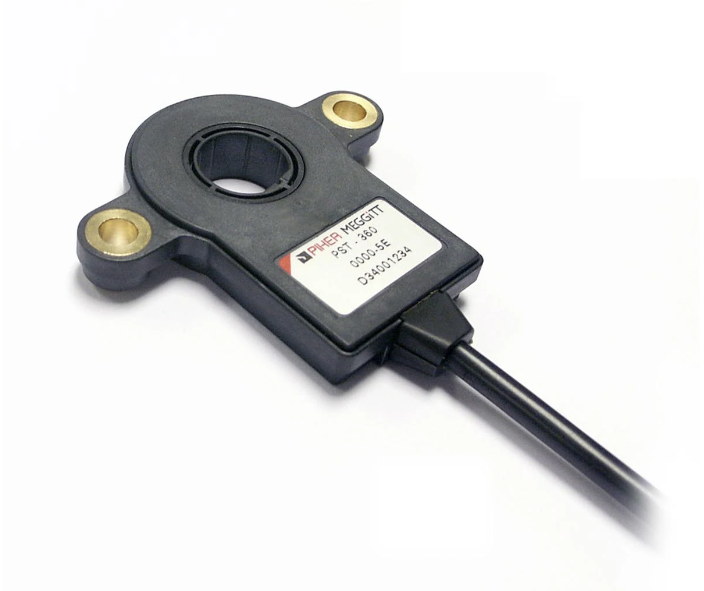 PIHER MEGGiTT
PST - 360
0000-5E
D34001234